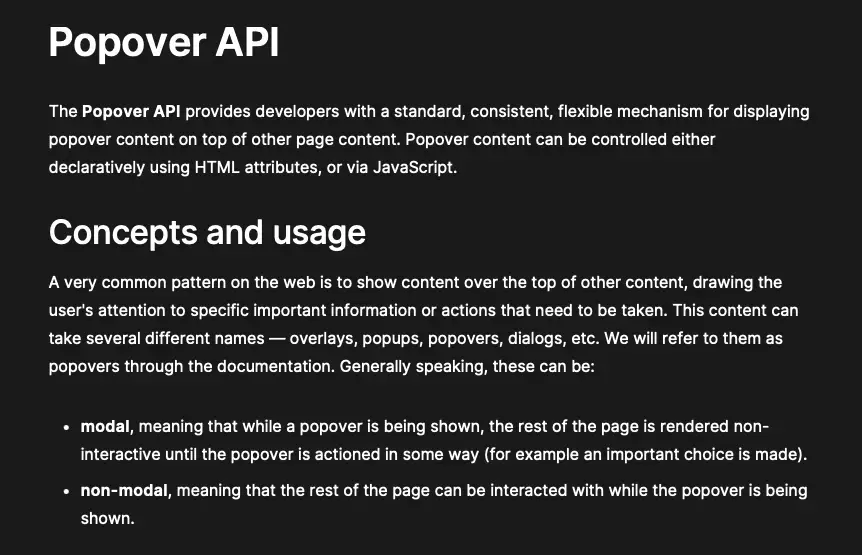 Popover API
The Popover API provides developers with a standard, consistent, flexible mechanism for displaying
popover content on top of other page content. Popover content can be controlled either
declaratively using HTML attributes, or via JavaScript.
Concepts and usage
A very common pattern on the web is to show content over the top of other content, drawing the
user's attention to specific important information or actions that need to be taken. This content can
take several different names — overlays, popups, popovers, dialogs, etc. We will refer to them as
popovers through the documentation. Generally speaking, these can be:
• modal, meaning that while a popover is being shown, the rest of the page is rendered non-
interactive until the popover is actioned in some way (for example an important choice is made).
• non-modal, meaning that the rest of the page can be interacted with while the popover is being
shown.